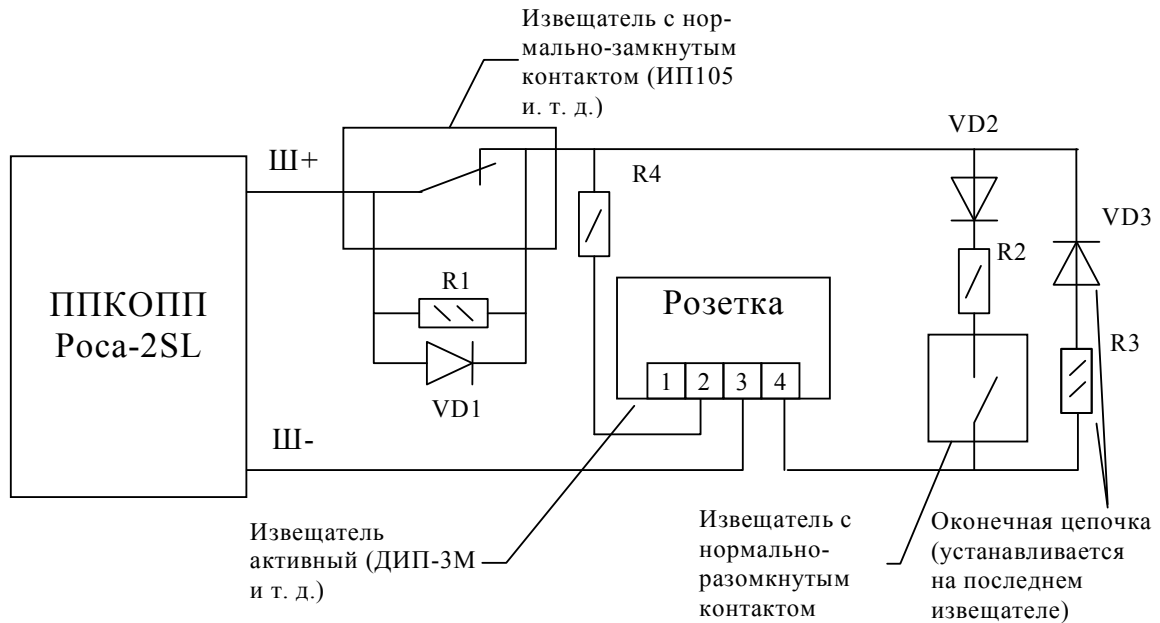 Извещатель с нор-
мально-замкнутым
контактом (ИП105
и. т. д.)
VD2
Ш+
R4
VD3
R2
R1
Розетка
ППКОПП
Роса-2SL
R3
1 2 3 4
VD1
Ш-
Извещатель
активный (ДИП-3М
и т. д.)
Извещатель с
нормально-
разомкнутым
контактом
Оконечная цепочка
(устанавливается
на последнем
извещателе)